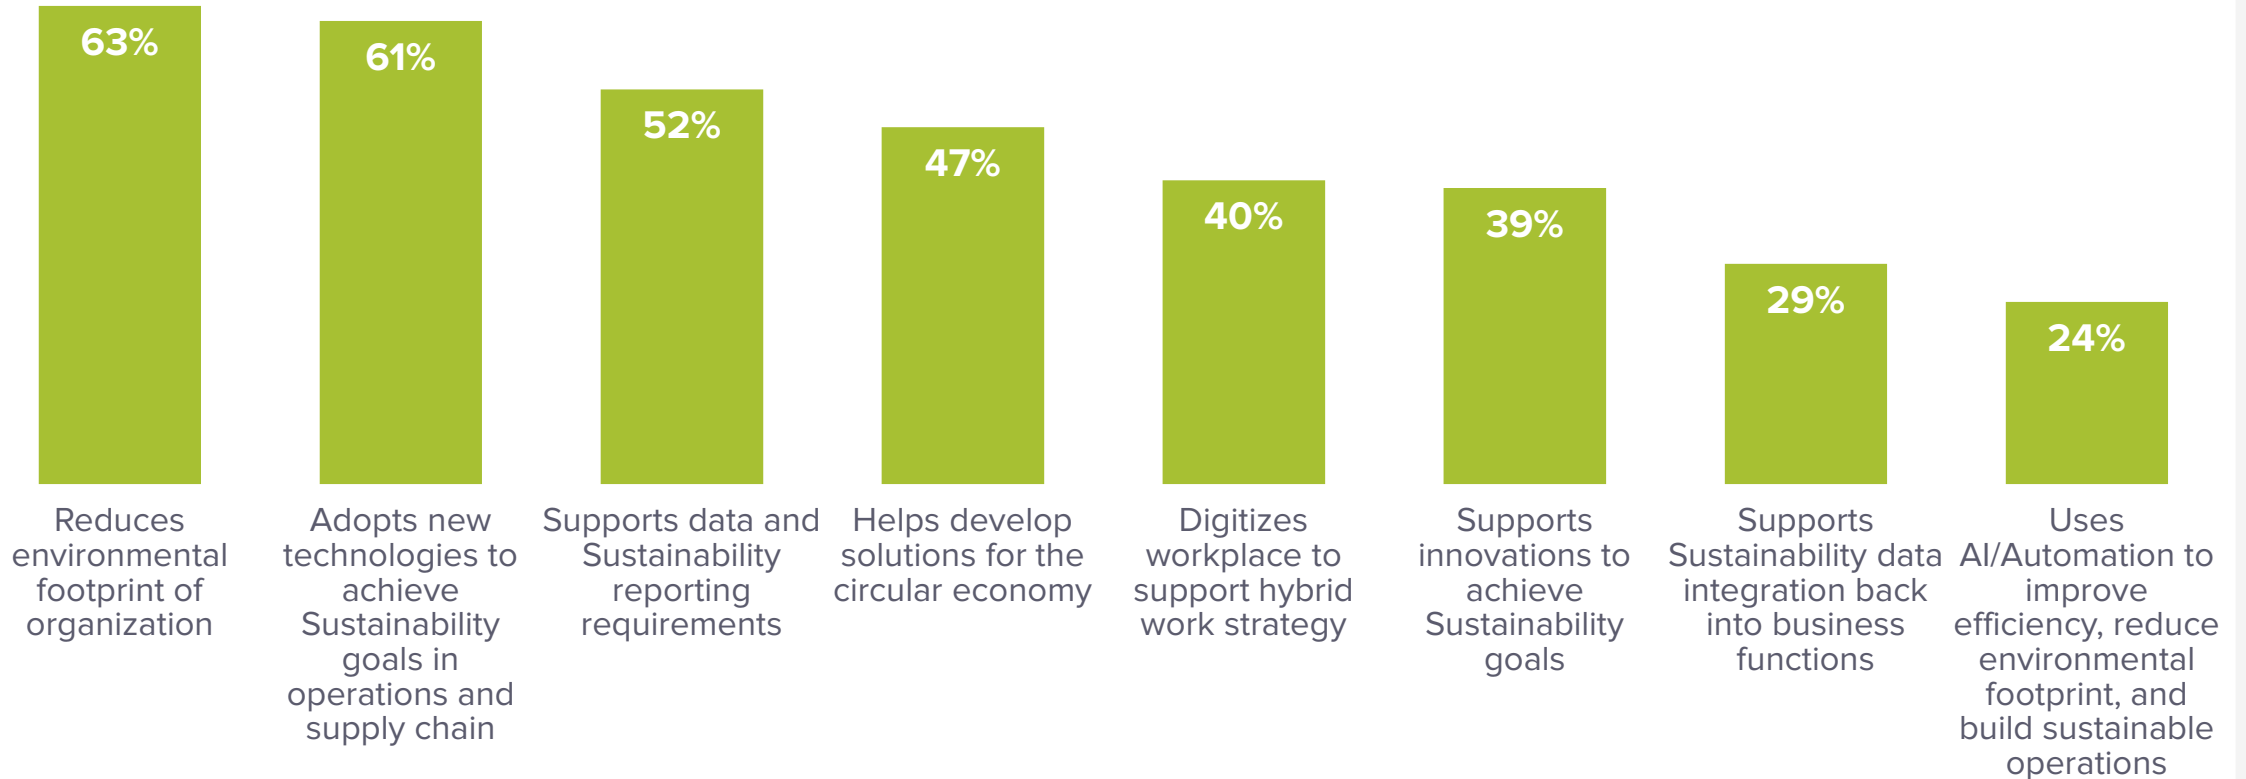 63%
61%
52%
47%
40%
39%
29%
24%
Reduces
environmental
footprint of
organization
Adopts new
technologies to
achieve
Sustainability
goals in
operations and
supply chain
Supports data and
Sustainability
reporting
requirements
Helps develop
solutions for the
circular economy
Digitizes
workplace to
support hybrid
work strategy
Supports
innovations to
achieve
Sustainability
goals
Supports
Sustainability data
integration back
into business
functions
Uses
AI/Automation to
improve
efficiency, reduce
environmental
footprint, and
build sustainable
operations